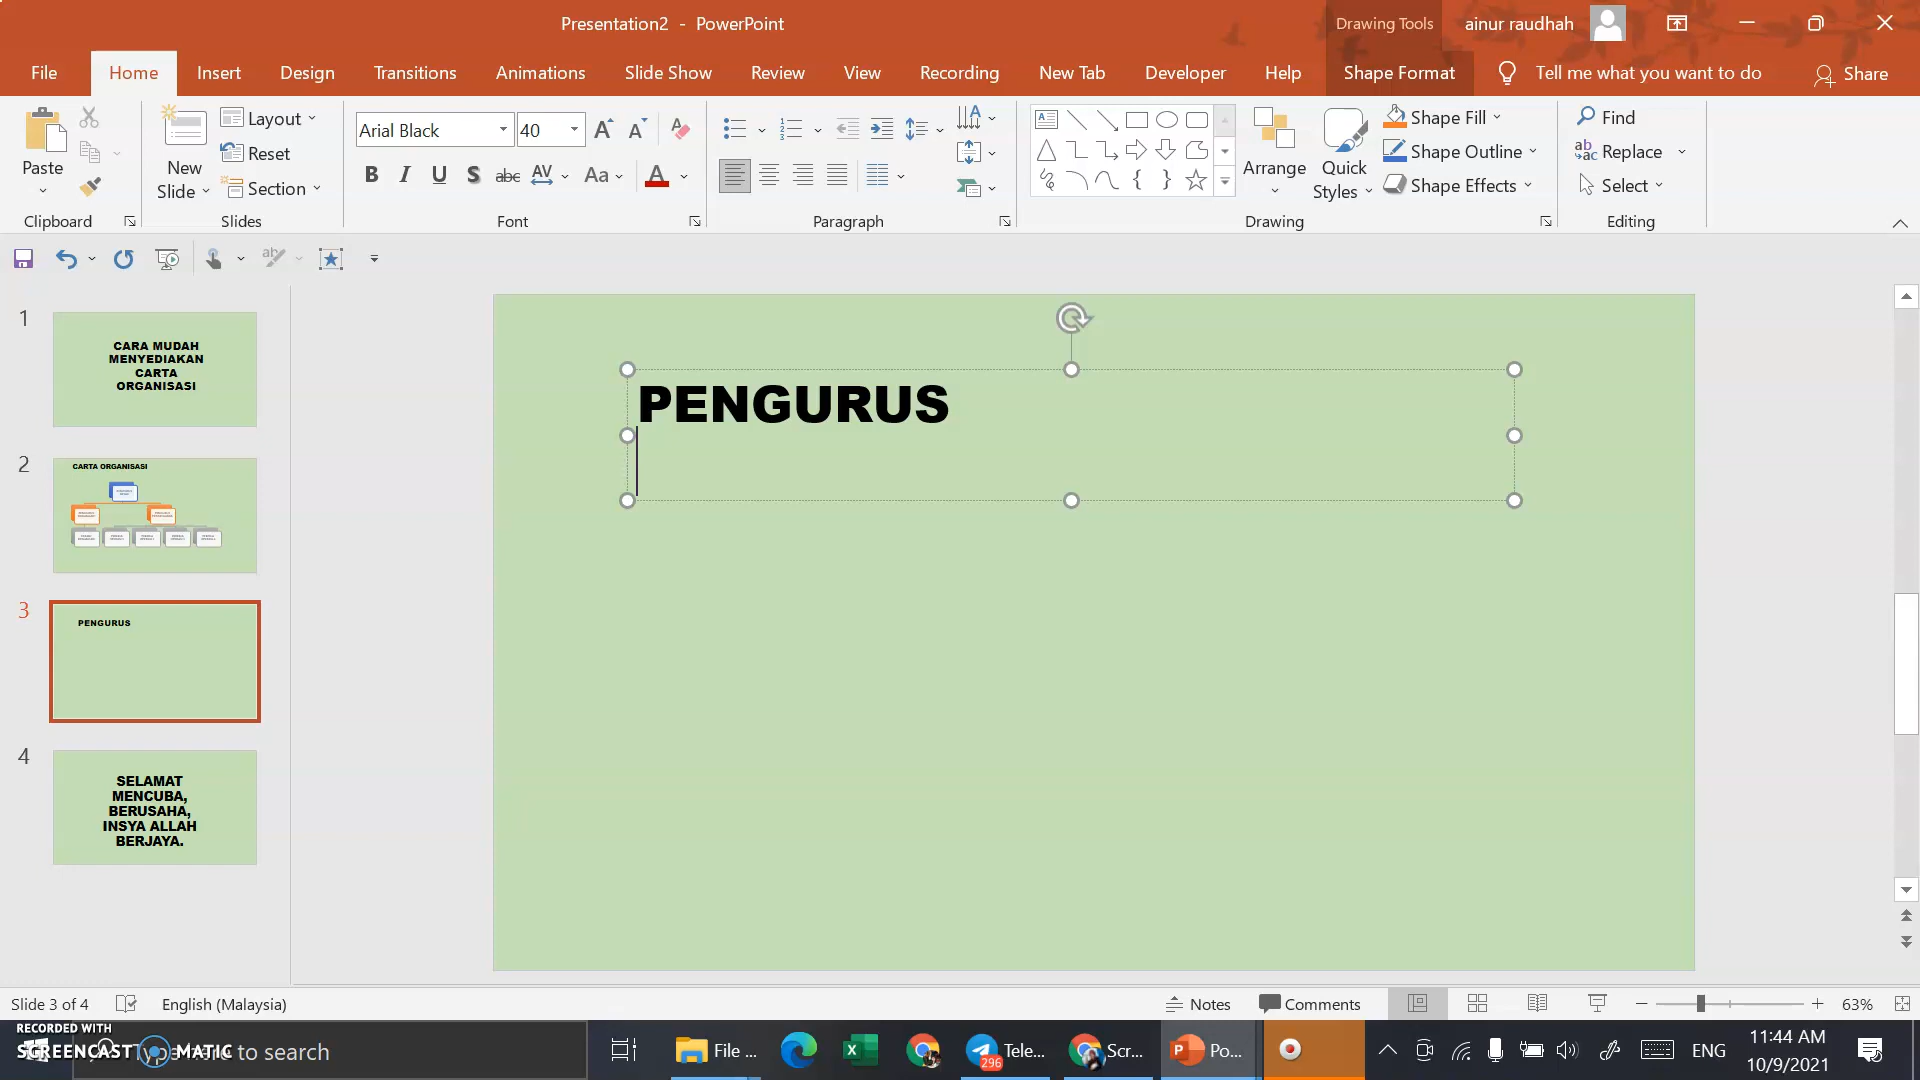 Presentation2 - PowerPoint
Drawing Tools
ainur raudhah
File
Home
Insert
Design
Transitions
Animations
Slide Show
Review
View
Recording
New Tab
Developer
Help
Shape Format
Tell me what you want to do
Share
Paste
New
Slide
Layout
Reset
Section
Arial Black
40
Arrange
Quick
Styles
Shape Fill
Shape Outline
Shape Effects
Find
Replace
Select
Clipboard
Slides
Font
Paragraph
Drawing
Editing
1
CARA MUDAH
MENYEDIAKAN
CARTA
ORGANISASI
2
CARTA ORGANISASI
3
PENGURUS
4
SELAMAT
MENCUBA,
BERUSAHA,
INSYA ALLAH
BERJAYA.
PENGURUS
Slide 3 of 4
English (Malaysia)
Notes
Comments
63%
RECORDED WITH
SCREENCAST MATIC
to search
File ...
296
Tele...
Scr...
Po...
ENG
11:44 AM
10/9/2021